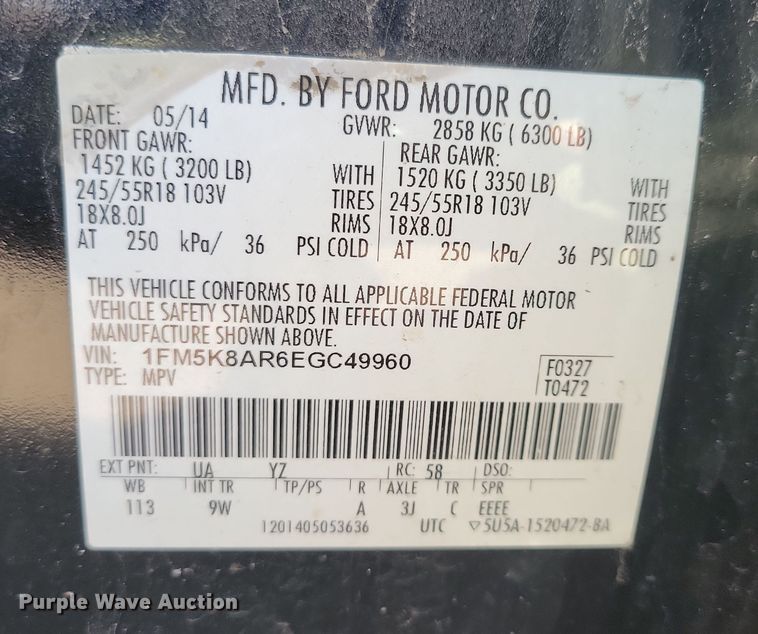 MFD. BY FORD MOTOR CO.
DATE: 05/14 GVWR: 2858 KG ( 6300 LB)
FRONT GAWR: REAR GAWR:
1452 KG ( 3200 LB) WITH 1520 KG ( 3350 LB) WITH
245/55R18 103V TIRES 245/55R18 103V TIRES
18X8.0J RIMS 18X8.0J RIMS
AT 250 kPa/ 36 PSI COLD AT 250 kPa/ 36 PSI COLD
THIS VEHICLE CONFORMS TO ALL APPLICABLE FEDERAL MOTOR
VEHICLE SAFETY STANDARDS IN EFFECT ON THE DATE OF
MANUFACTURE SHOWN ABOVE.
VIN: 1FM5K8AR6EGC49960 F0327
TYPE: MPV T0472
EXT PNT: UA YZ RC: 58 DSO:
WB INT TR TP/PS R AXLE TR SPR
113 9W A 3J C EEEE
1201405053636 UTC ▽5U5A-1520472-BA
Purple Wave Auction